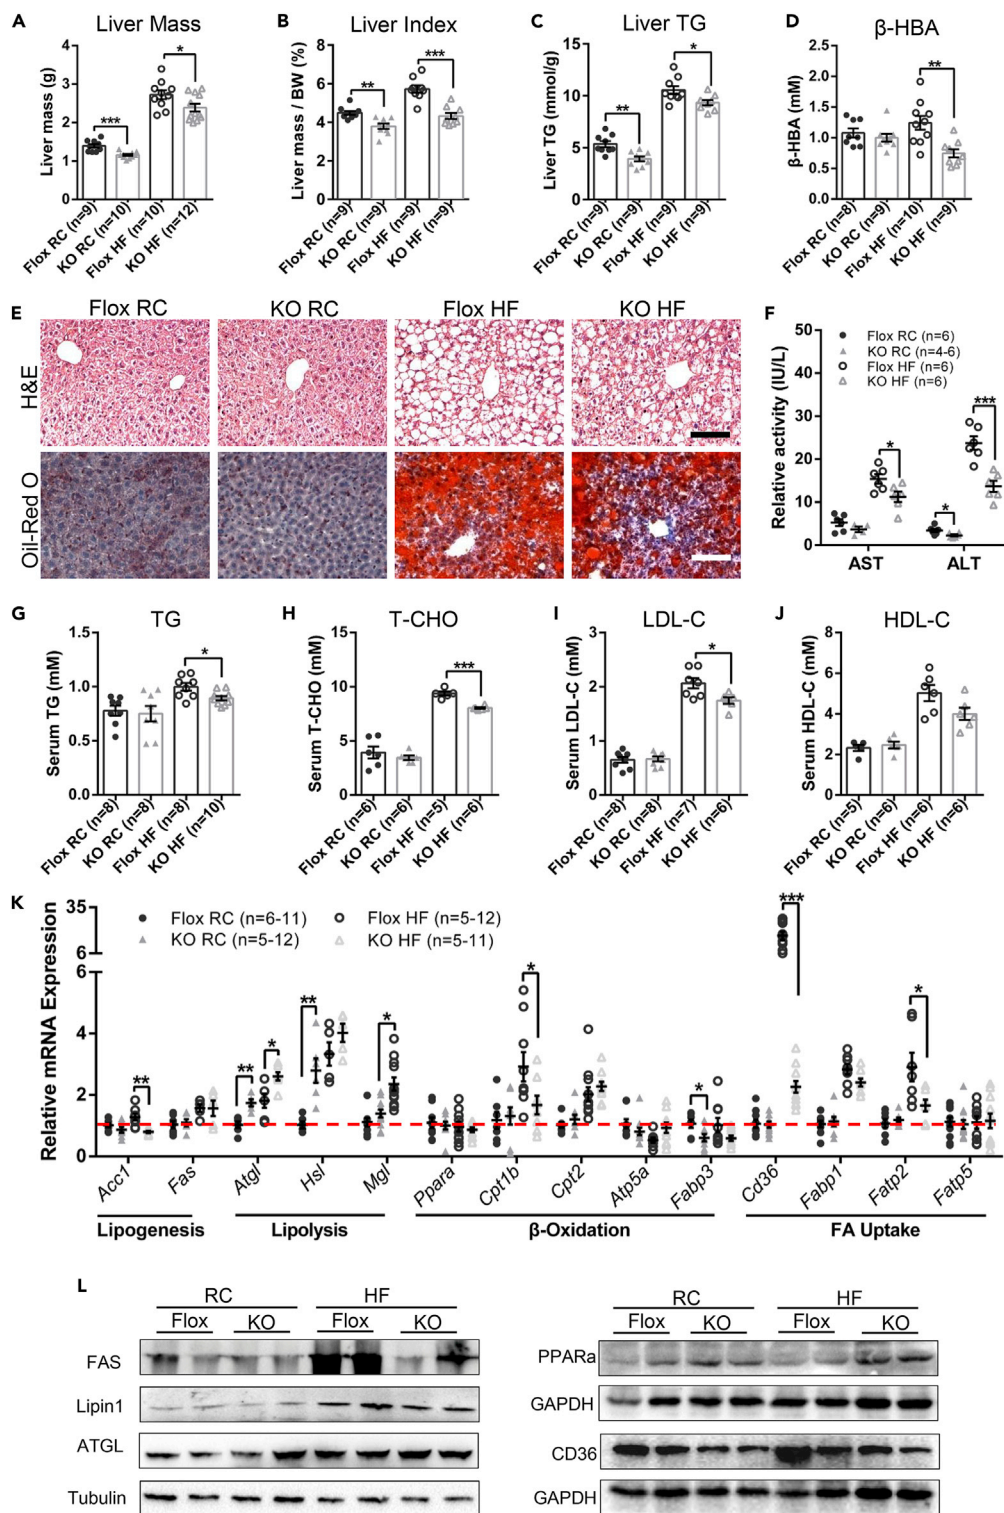 A Liver Mass
Liver mass (g)
4
3
2
1
0
***
*
Flox RC (n=9)
KO RC (n=10)
Flox HF (n=10)
KO HF (n=12)
B Liver Index
Liver mass / BW (%)
8
6
4
2
0
**
***
Flox RC (n=9)
KO RC (n=9)
Flox HF (n=9)
KO HF (n=9)
C Liver TG
Liver TG (mmol/g)
15
10
5
0
**
*
Flox RC (n=9)
KO RC (n=9)
Flox HF (n=9)
KO HF (n=9)
D β-HBA
β-HBA (mM)
2.5
2.0
1.5
1.0
0.5
0.0
**
Flox RC (n=8)
KO RC (n=9)
Flox HF (n=10)
KO HF (n=9)
E Flox RC KO RC Flox HF KO HF
H&E
Oil-Red O
F
Relative activity (IU/L)
50
40
30
20
10
0
Flox RC (n=6)
KO RC (n=4-6)
Flox HF (n=6)
KO HF (n=6)
*
*
***
AST ALT
G TG
Serum TG (mM)
1.5
1.0
0.5
0.0
*
Flox RC (n=8)
KO RC (n=8)
Flox HF (n=8)
KO HF (n=10)
H T-CHO
Serum T-CHO (mM)
15
10
5
0
***
Flox RC (n=6)
KO RC (n=6)
Flox HF (n=5)
KO HF (n=6)
I LDL-C
Serum LDL-C (mM)
3
2
1
0
*
Flox RC (n=8)
KO RC (n=8)
Flox HF (n=7)
KO HF (n=6)
J HDL-C
Serum HDL-C (mM)
8
6
4
2
0
Flox RC (n=5)
KO RC (n=6)
Flox HF (n=6)
KO HF (n=6)
K
Relative mRNA Expression
35
6
6
4
2
0
Flox RC (n=6-11) Flox HF (n=5-12)
KO RC (n=5-12) KO HF (n=5-11)
**
**
*
**
*
*
*
***
*
Acc1 Fas Atgl Hsl Mgl Ppara Cpt1b Cpt2 Atp5a Fabp3 Cd36 Fabp1 Fatp2 Fatp5
Lipogenesis Lipolysis β-Oxidation FA Uptake
L
RC HF
Flox KO Flox KO
FAS
Lipin1
ATGL
Tubulin
RC HF
Flox KO Flox KO
PPARa
GAPDH
CD36
GAPDH